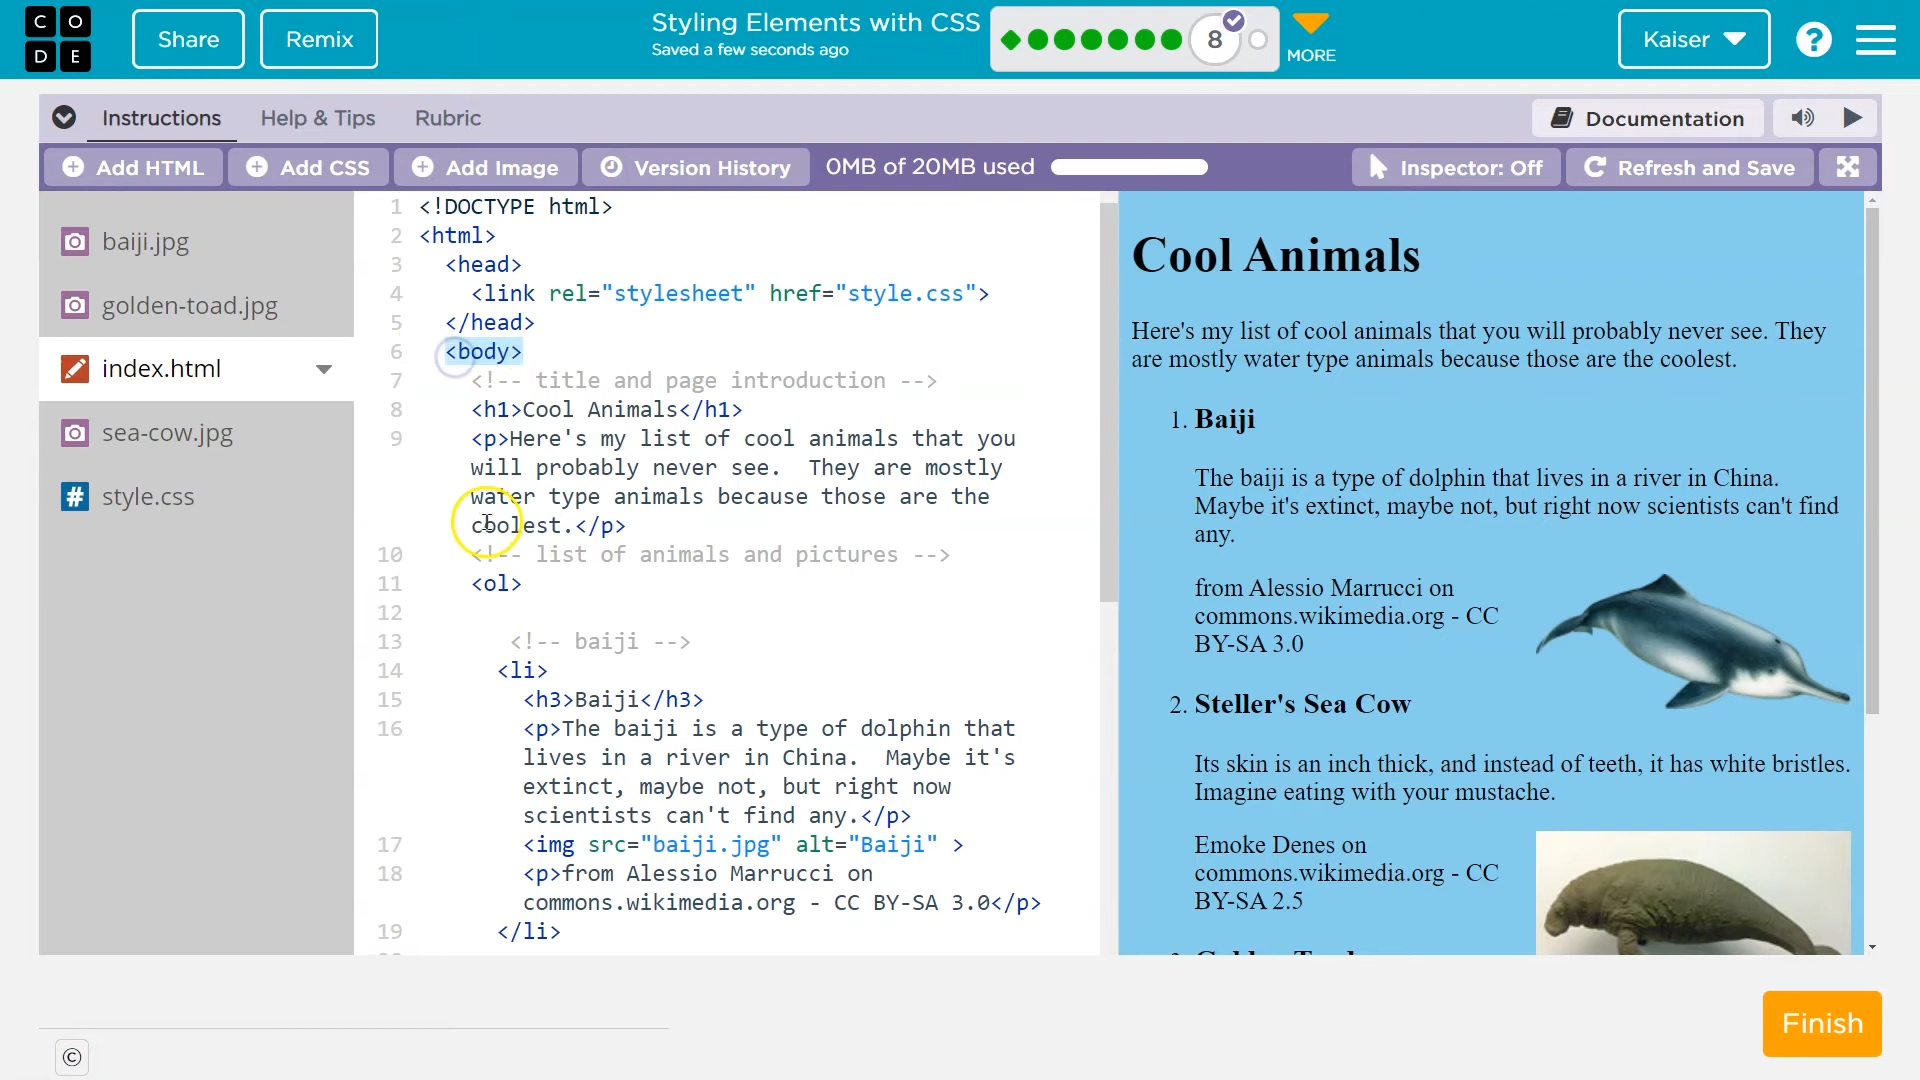 CODE
Share
Remix
Styling Elements with CSS
Saved a few seconds ago
8
MORE
Kaiser
?
Instructions
Help & Tips
Rubric
Documentation
Add HTML
Add CSS
Add Image
Version History
0MB of 20MB used
Inspector: Off
Refresh and Save
baiji.jpg
golden-toad.jpg
index.html
sea-cow.jpg
# style.css
1 <!DOCTYPE html>
2 <html>
3 <head>
4 <link rel="stylesheet" href="style.css">
5 </head>
6 <body>
7 <!-- title and page introduction -->
8 <h1>Cool Animals</h1>
9 <p>Here's my list of cool animals that you
will probably never see.  They are mostly
water type animals because those are the
coolest.</p>
10 <!-- list of animals and pictures -->
11 <ol>
12
13 <!-- baiji -->
14 <li>
15 <h3>Baiji</h3>
16 <p>The baiji is a type of dolphin that
lives in a river in China.  Maybe it's
extinct, maybe not, but right now
scientists can't find any.</p>
17 <img src="baiji.jpg" alt="Baiji" >
18 <p>from Alessio Marrucci on
commons.wikimedia.org - CC BY-SA 3.0</p>
19 </li>
Cool Animals
Here's my list of cool animals that you will probably never see. They
are mostly water type animals because those are the coolest.
1. Baiji
The baiji is a type of dolphin that lives in a river in China.
Maybe it's extinct, maybe not, but right now scientists can't find
any.
from Alessio Marrucci on
commons.wikimedia.org - CC
BY-SA 3.0
2. Steller's Sea Cow
Its skin is an inch thick, and instead of teeth, it has white bristles.
Imagine eating with your mustache.
Emoke Denes on
commons.wikimedia.org - CC
BY-SA 2.5
Finish
©